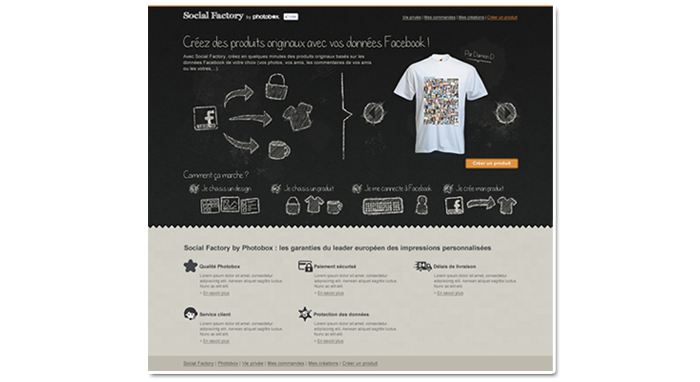 Social Factory by Photobox.
Vie privée | Mes commandes | Mes créations | Créer un produit
Créez des produits originaux avec vos données Facebook !
Avec Social Factory, créez en quelques minutes des produits originaux basés sur les
données Facebook de votre choix (vos photos, vos amis, les commentaires de vos amis
ou les vôtres...).
Par Damien D.
Créer un produit
Comment ça marche ?
Je choisis un design
Je choisis un produit
Je me connecte à Facebook
Je crée mon produit
Social Factory by Photobox : les garanties du leader européen des impressions personnalisées
Qualité Photobox
Lorem ipsum dolor sit amet, consectetur
adipiscing elit. Aenean aliquet sagittis luctus.
Nunc ac elit elit.
> En savoir plus
Paiement sécurisé
Lorem ipsum dolor sit amet, consectetur
adipiscing elit. Aenean aliquet sagittis luctus.
Nunc ac elit elit.
> En savoir plus
Délais de livraison
Lorem ipsum dolor sit amet, consectetur
adipiscing elit. Aenean aliquet sagittis luctus.
Nunc ac elit elit.
> En savoir plus
Service client
Lorem ipsum dolor sit amet, consectetur
adipiscing elit. Aenean aliquet sagittis luctus.
Nunc ac elit elit.
> En savoir plus
Protection des données
Lorem ipsum dolor sit amet, consectetur
adipiscing elit. Aenean aliquet sagittis luctus.
Nunc ac elit elit.
> En savoir plus
Social Factory | Photobox | Vie privée | Mes commandes | Mes créations | Créer un produit